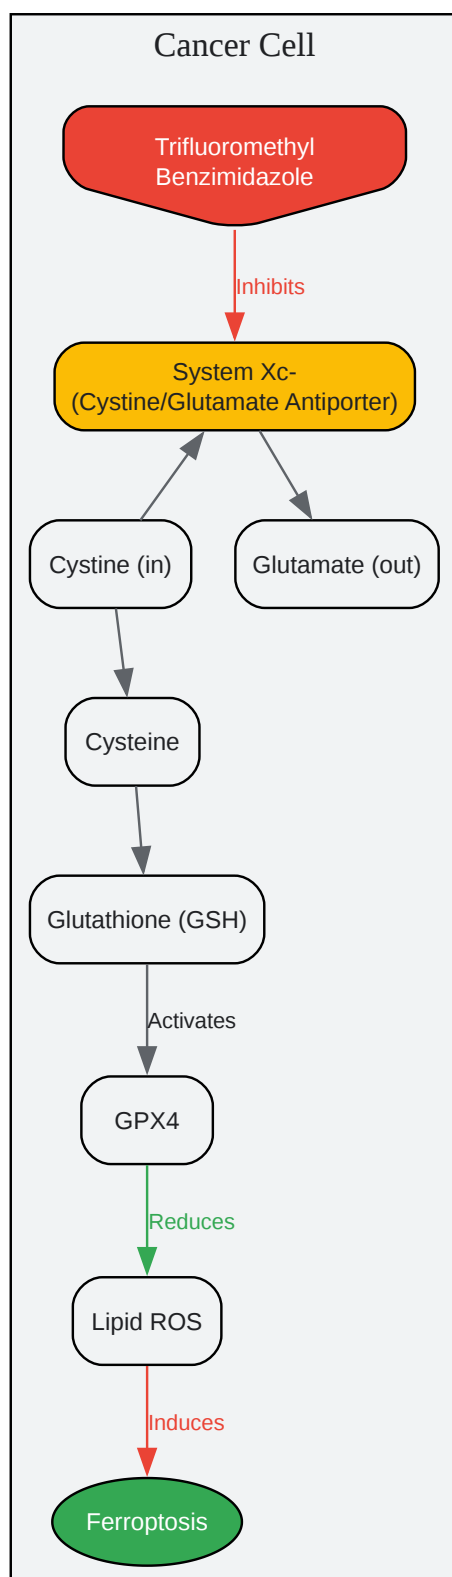 Cancer Cell
Trifluoromethyl
Benzimidazole
Inhibits
System Xc-
(Cystine/Glutamate Antiporter)
Cystine (in)
Glutamate (out)
Cysteine
Glutathione (GSH)
Activates
GPX4
Reduces
Lipid ROS
Induces
Ferroptosis